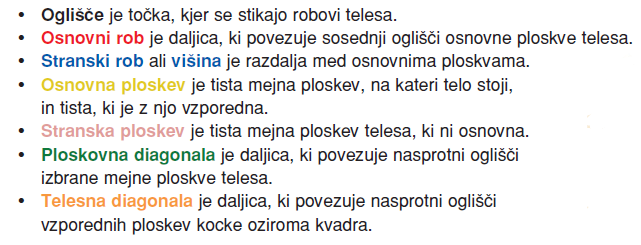 • Oglišče je točka, kjer se stikajo robovi telesa.
• Osnovni rob je daljica, ki povezuje sosednji oglišči osnovne ploskve telesa.
• Stranski rob ali višina je razdalja med osnovnima ploskvama.
• Osnovna ploskev je tista mejna ploskev, na kateri telo stoji,
in tista, ki je z njo vzporedna.
• Stranska ploskev je tista mejna ploskev telesa, ki ni osnovna.
• Ploskovna diagonala je daljica, ki povezuje nasprotni oglišči
izbrane mejne ploskve telesa.
• Telesna diagonala je daljica, ki povezuje nasprotni oglišči
vzporednih ploskev kocke oziroma kvadra.